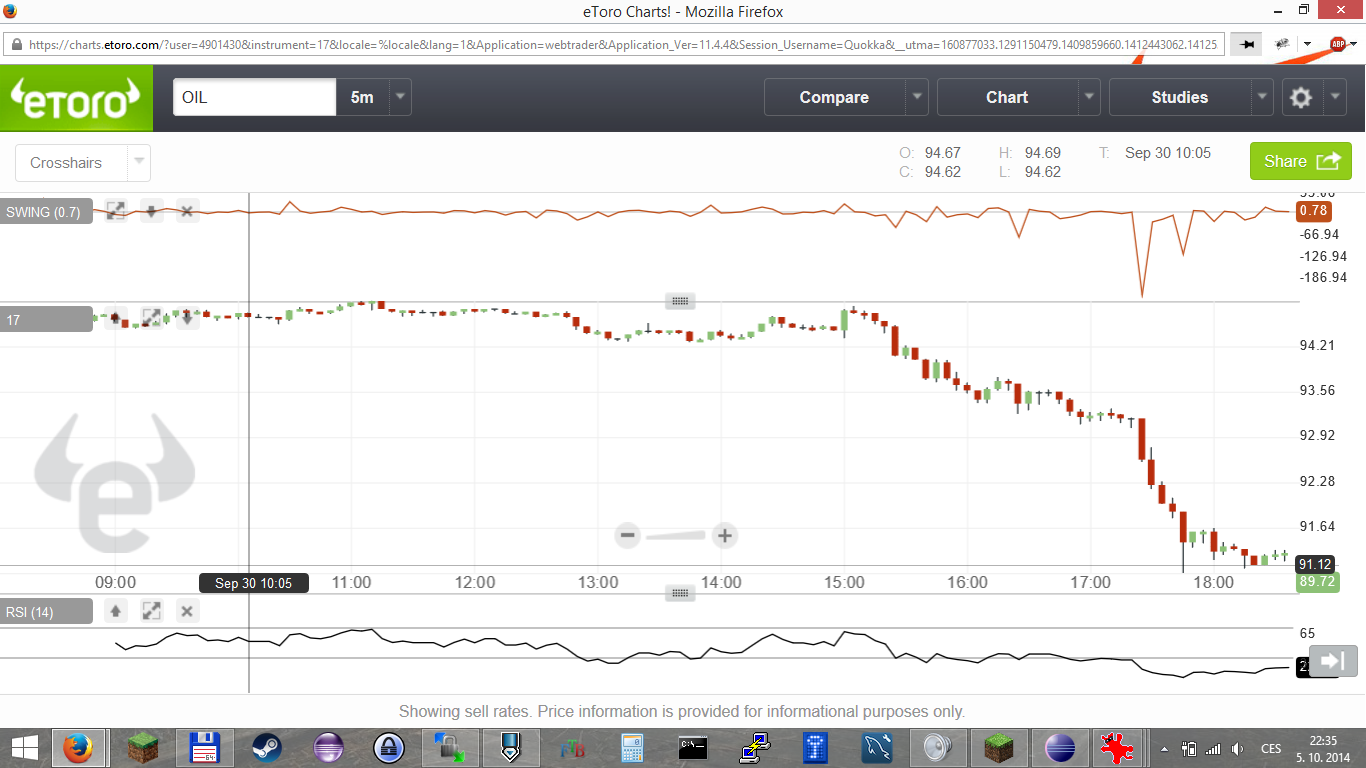 eToro Charts! - Mozilla Firefox
https://charts.etoro.com/?user=4901430&instrument=17&locale=%locale&lang=1&Application=webtrader&Application_Ver=11.4.4&Session_Username=Quokka&__utma=160877033.1291150479.1409859660.1412443062.14125
ABP
eToro
OIL
5m
Compare
Chart
Studies
Crosshairs
O: 94.67 H: 94.69 T: Sep 30 10:05
C: 94.62 L: 94.62
Share
SWING (0.7)
0.78
-66.94
-126.94
-186.94
17
94.21
93.56
92.92
92.28
91.64
91.12
89.72
09:00 Sep 30 10:05 11:00 12:00 13:00 14:00 15:00 16:00 17:00 18:00
RSI (14)
65
Showing sell rates. Price information is provided for informational purposes only.
64
FTB
C:\
CES
22:35
5. 10. 2014